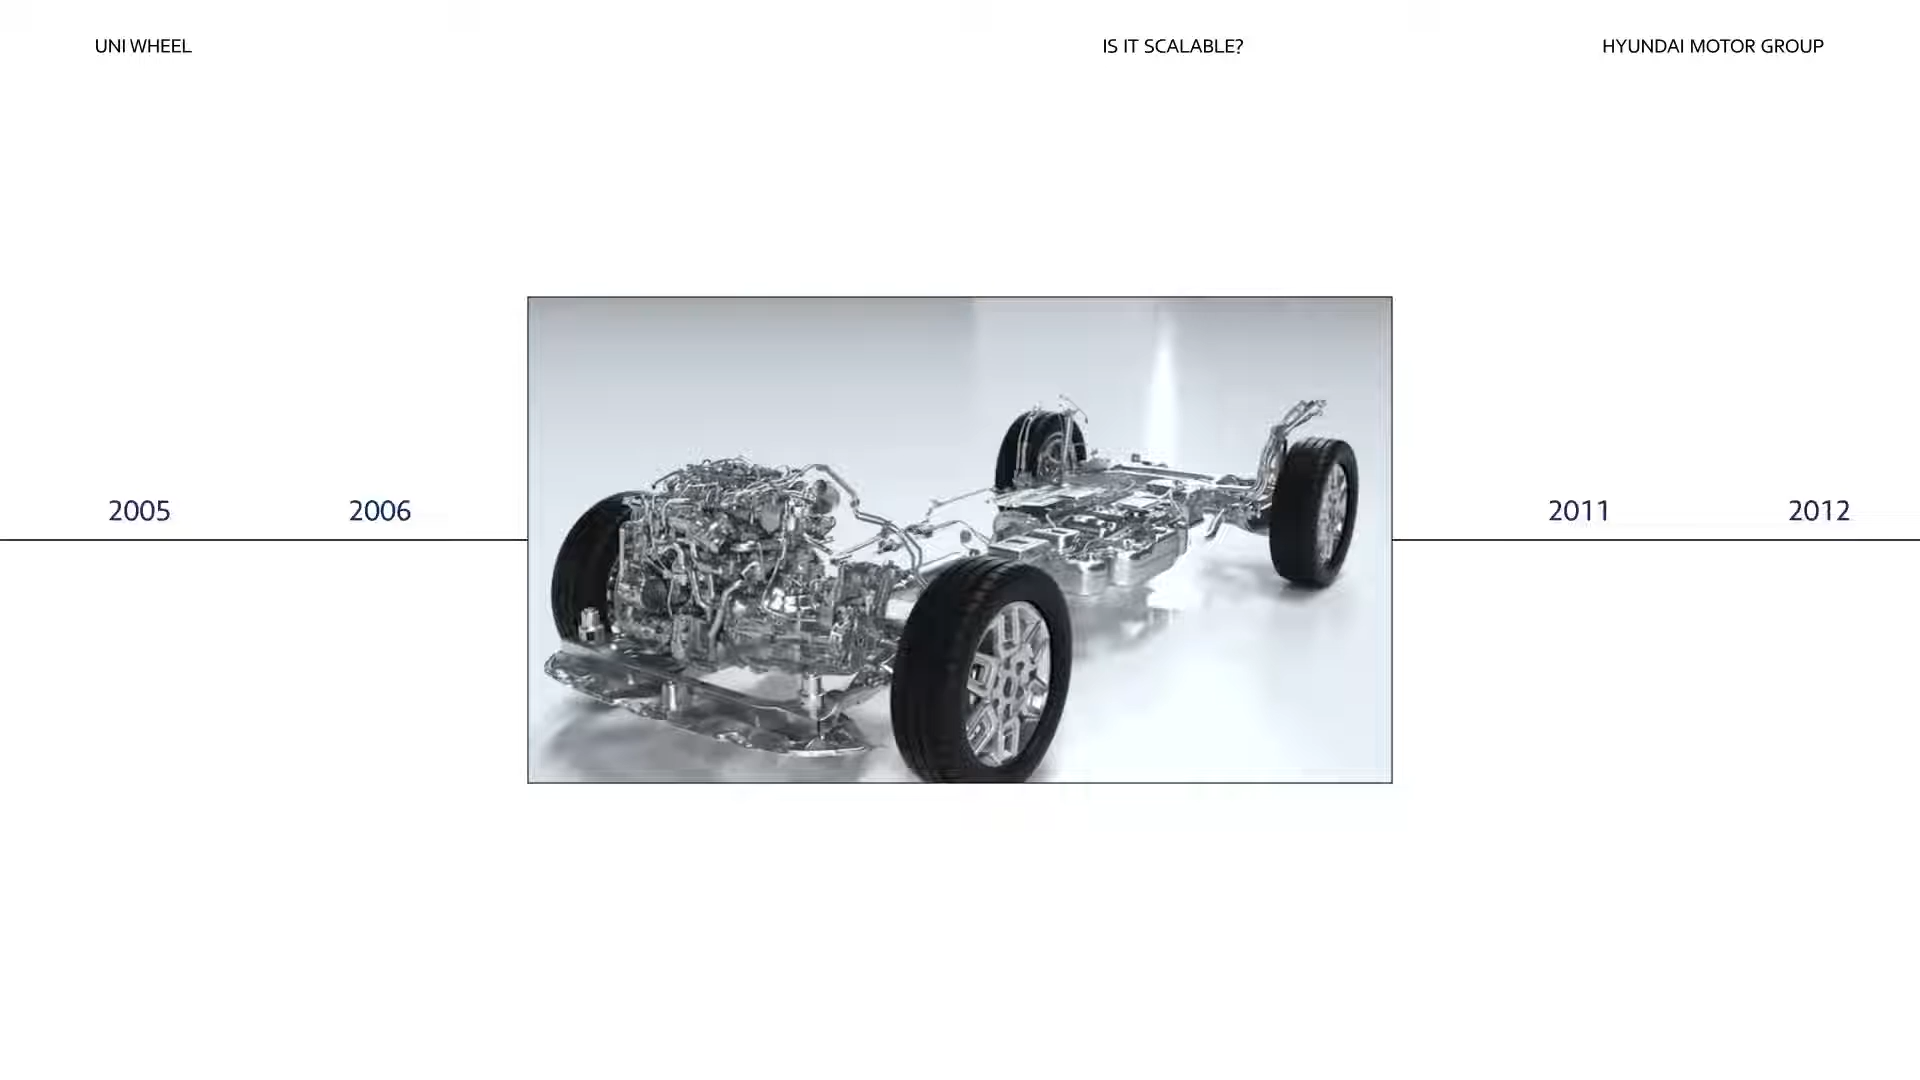 UNI WHEEL
IS IT SCALABLE?
HYUNDAI MOTOR GROUP
2005
2006
2011
2012